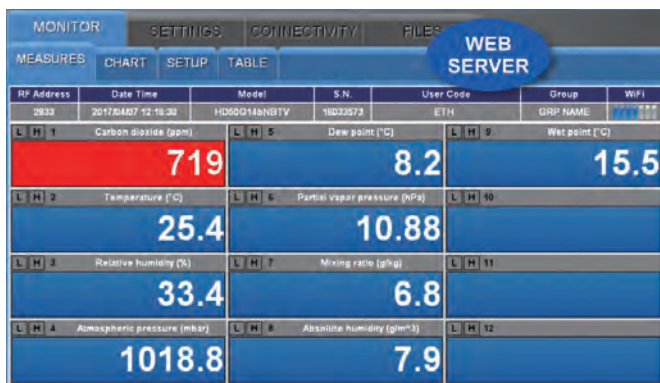 MONITOR SETTINGS CONNECTIVITY FILES
WEB SERVER
MEASURES CHART SETUP TABLE
RF Address Date Time Model S.N. User Code Group WiFi
2933 2017/04/07 12:18:30 HD50G14bNBTV 16033573 ETH GRP NAME
L H 1 Carbon dioxide (ppm) L H 5 Dew point (°C) L H 9 Wet point (°C)
719 8.2 15.5
L H 2 Temperature (°C) L H 6 Partial vapor pressure (hPa) L H 10
25.4 10.88
L H 3 Relative humidity (%) L H 7 Mixing ratio (g/kg) L H 11
33.4 6.8
L H 4 Atmospheric pressure (mbar) L H 8 Absolute humidity (g/m^3) L H 12
1018.8 7.9